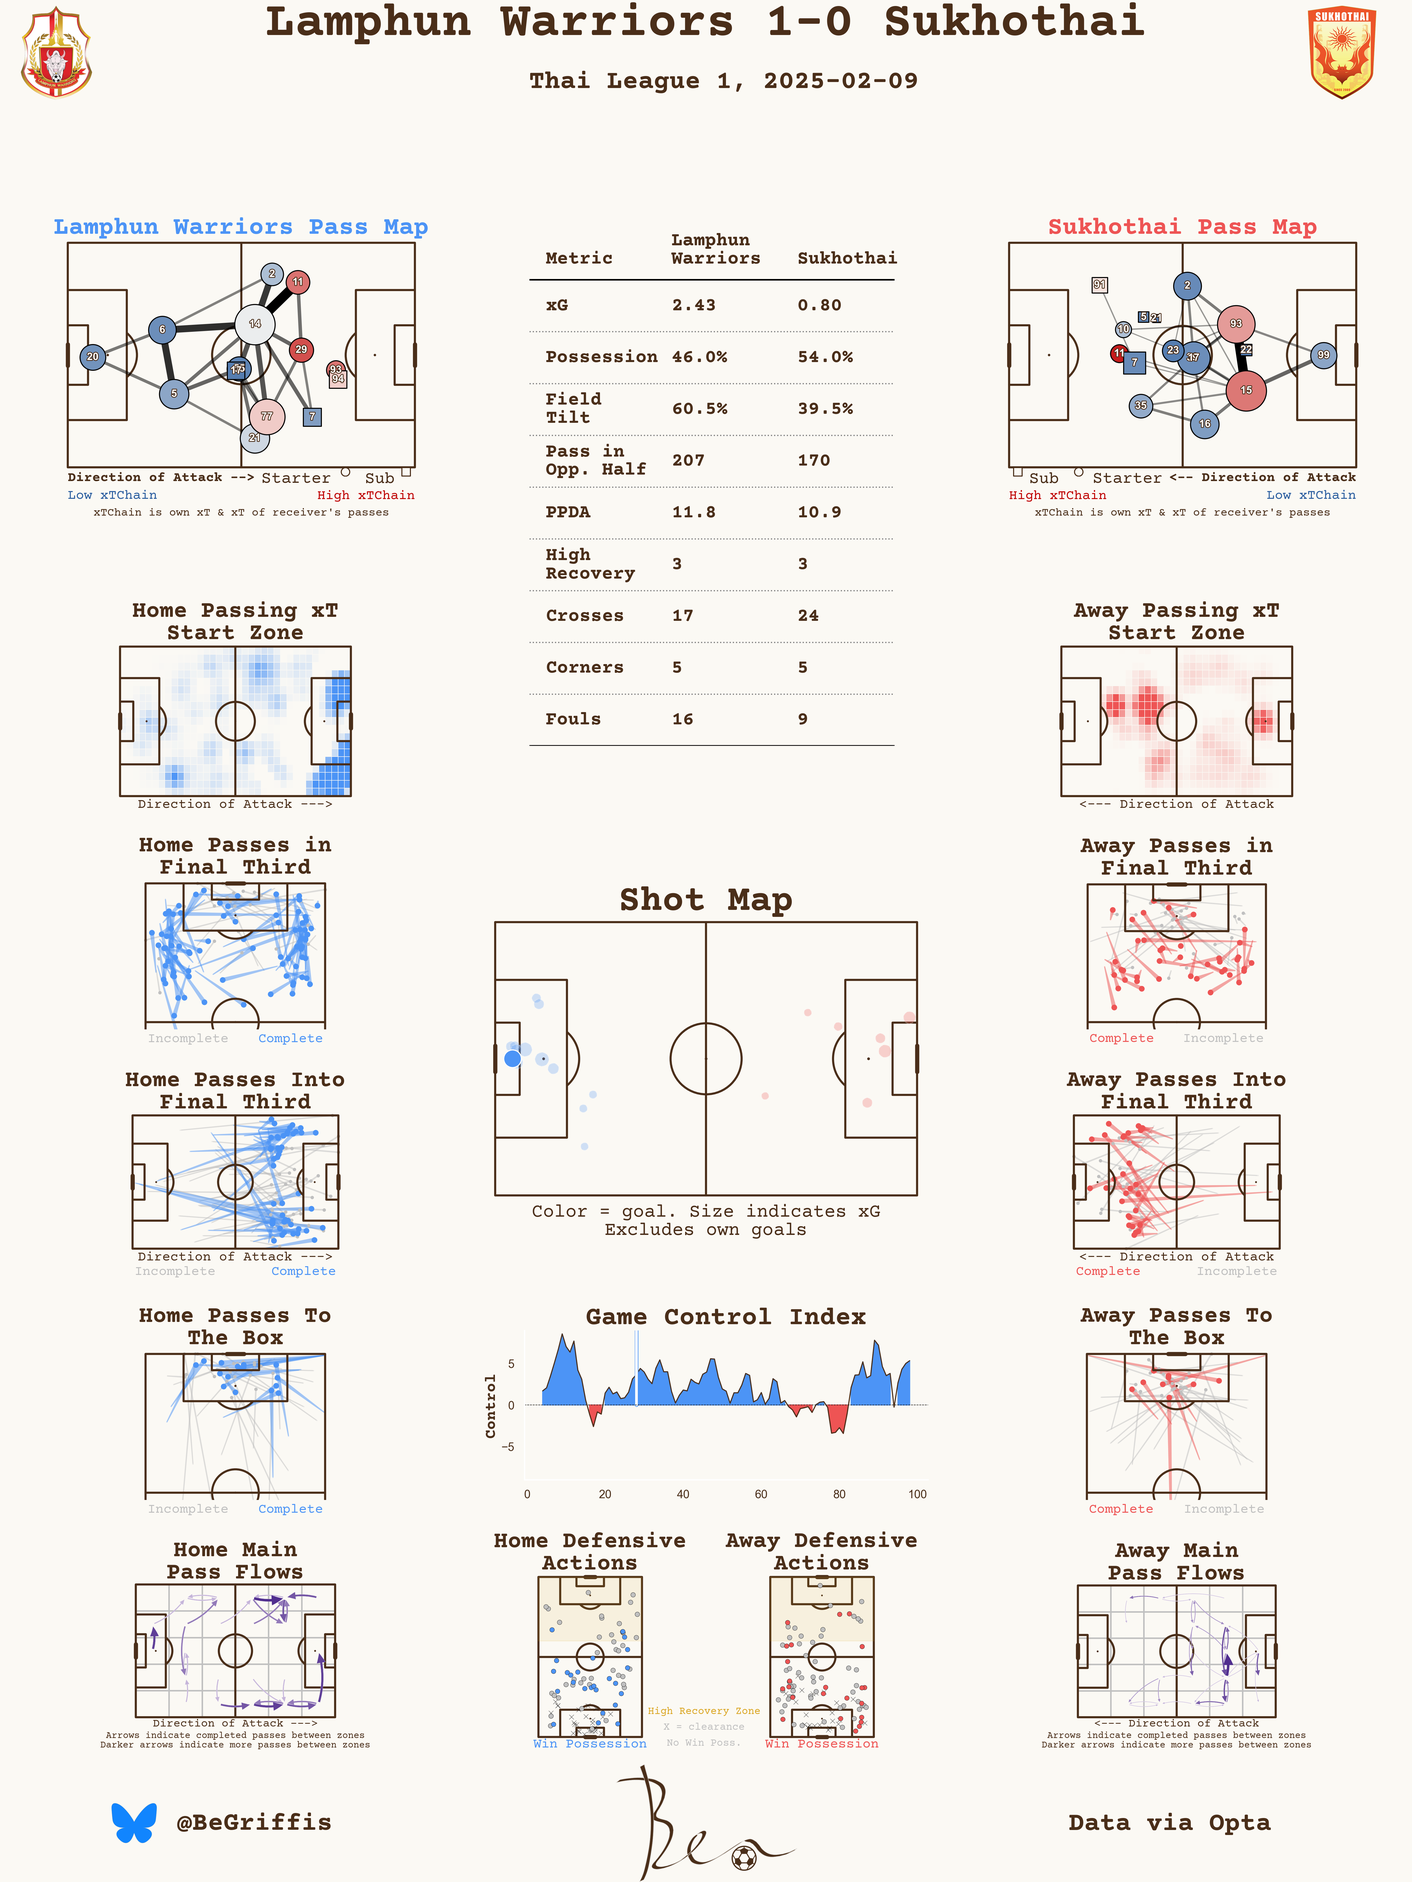 Lamphun Warriors 1-0 Sukhothai
SUKHOTHAI
Thai League 1, 2025-02-09
Lamphun Warriors Pass Map
2
11
14
6
20
29
5
17
93
94
77
7
21
Direction of Attack --> Starter Sub
Low xTChain High xTChain
xTChain is own xT & xT of receiver's passes
Metric Lamphun Warriors Sukhothai
xG 2.43 0.80
Possession 46.0% 54.0%
Field Tilt 60.5% 39.5%
Pass in Opp. Half 207 170
PPDA 11.8 10.9
High Recovery 3 3
Crosses 17 24
Corners 5 5
Fouls 16 9
Sukhothai Pass Map
91
2
5
21
93
10
11
7
23
17
22
99
15
35
16
Sub Starter <-- Direction of Attack
High xTChain Low xTChain
xTChain is own xT & xT of receiver's passes
Home Passing xT
Start Zone
Direction of Attack --->
Away Passing xT
Start Zone
<--- Direction of Attack
Home Passes in
Final Third
Incomplete Complete
Away Passes in
Final Third
Complete Incomplete
Shot Map
Color = goal. Size indicates xG
Excludes own goals
Home Passes Into
Final Third
Direction of Attack --->
Incomplete Complete
Away Passes Into
Final Third
<--- Direction of Attack
Complete Incomplete
Home Passes To
The Box
Incomplete Complete
Game Control Index
Control
5
0
−5
0 20 40 60 80 100
Away Passes To
The Box
Complete Incomplete
Home Main
Pass Flows
Direction of Attack --->
Arrows indicate completed passes between zones
Darker arrows indicate more passes between zones
Home Defensive
Actions
Win Possession
Away Defensive
Actions
Win Possession
High Recovery Zone
X = clearance
No Win Poss.
Away Main
Pass Flows
<--- Direction of Attack
Arrows indicate completed passes between zones
Darker arrows indicate more passes between zones
@BeGriffis
Ben
Data via Opta